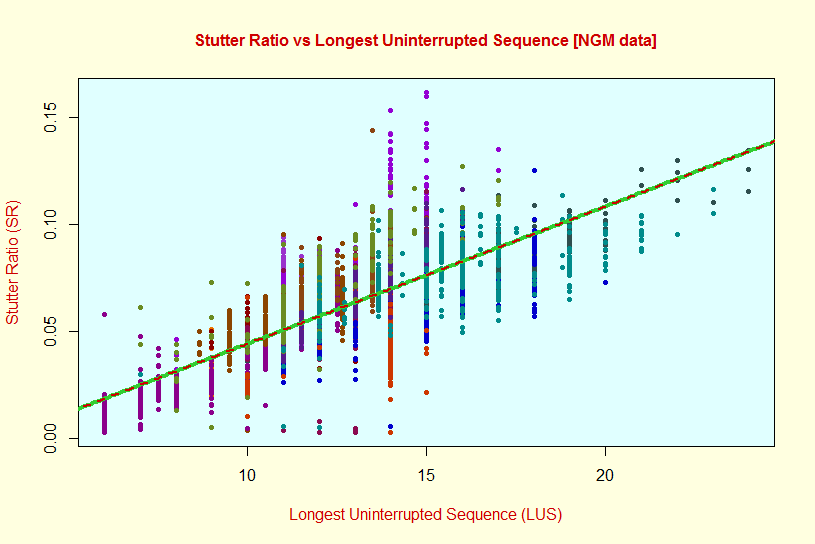 Stutter Ratio vs Longest Uninterrupted Sequence [NGM data]
Stutter Ratio (SR)
0.15
0.10
0.05
0.00
10 15 20
Longest Uninterrupted Sequence (LUS)